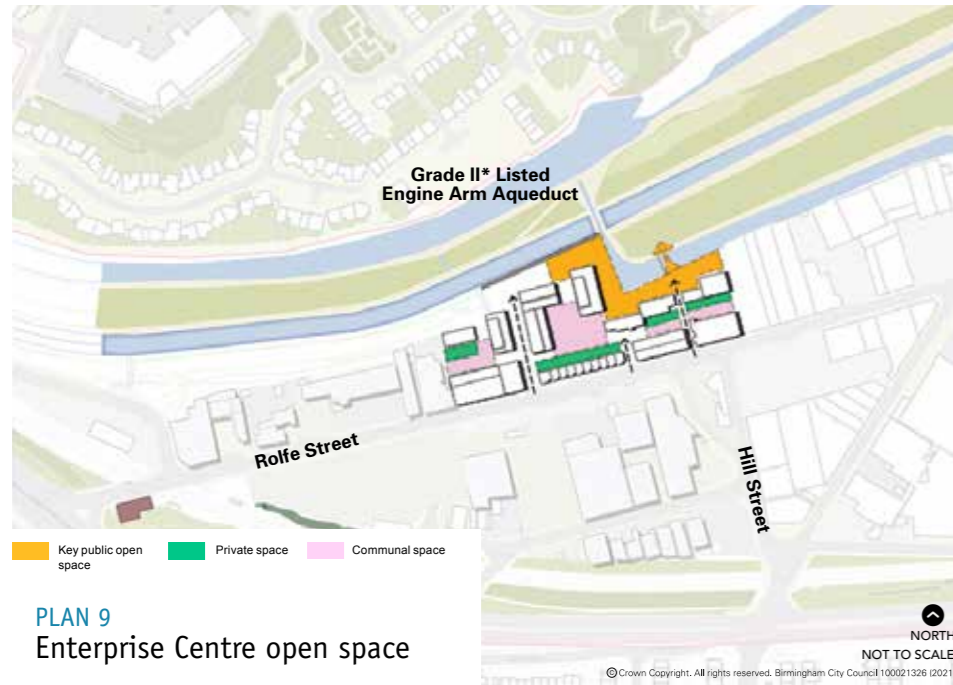 Grade II* Listed
Engine Arm Aqueduct
Rolfe Street
Hill Street
Key public open
space
Private space
Communal space
PLAN 9
Enterprise Centre open space
NORTH
NOT TO SCALE
© Crown Copyright. All rights reserved. Birmingham City Council 100021326 (2021